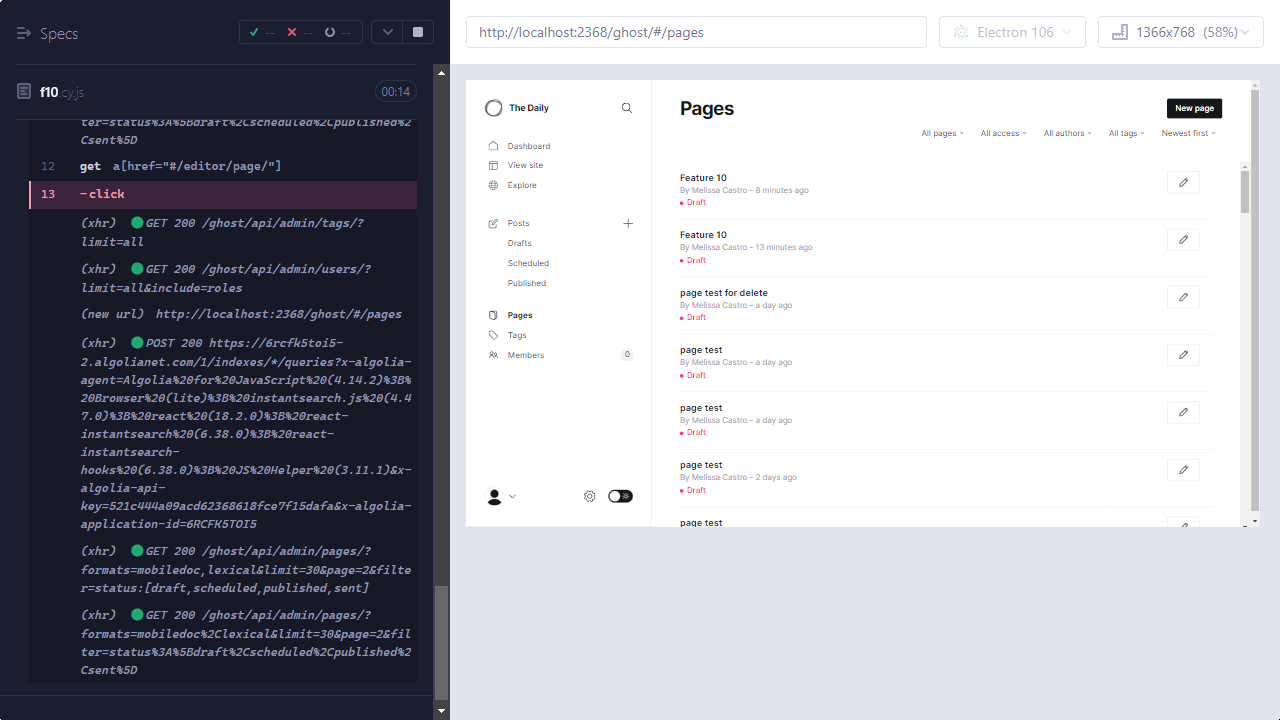 Specs
--
--
--
f10.cy.js
00:14
ter=status%3A%5Bdraft%2Cscheduled%2Cpublished%2
Csent%5D
12 get a[href="#/editor/page/"]
13 -click
(xhr) GET 200 /ghost/api/admin/tags/?
limit=all
(xhr) GET 200 /ghost/api/admin/users/?
limit=all&include=roles
(new url) http://localhost:2368/ghost/#/pages
(xhr) POST 200 https://6rcfk5toi5-
2.algolianet.com/1/indexes/*/queries?x-algolia-
agent=Algolia%20for%20JavaScript%20(4.14.2)%3B%
20Browser%20(lite)%3B%20instantsearch.js%20(4.4
7.0)%3B%20react%20(18.2.0)%3B%20react-
instantsearch%20(6.38.0)%3B%20react-
instantsearch-
hooks%20(6.38.0)%3B%20JS%20Helper%20(3.11.1)&x-
algolia-api-
key=521c444a09acd62368618fce7f15dafa&x-algolia-
application-id=6RCFK5TOI5
(xhr) GET 200 /ghost/api/admin/pages/?
formats=mobiledoc,lexical&limit=30&page=2&filte
r=status:[draft,scheduled,published,sent]
(xhr) GET 200 /ghost/api/admin/pages/?
formats=mobiledoc%2Clexical&limit=30&page=2&fil
ter=status%3A%5Bdraft%2Cscheduled%2Cpublished%2
Csent%5D
http://localhost:2368/ghost/#/pages
Electron 106
1366x768 (58%)
The Daily
Dashboard
View site
Explore
Posts
Drafts
Scheduled
Published
Pages
Tags
Members 0
Pages
New page
All pages
All access
All authors
All tags
Newest first
Feature 10
By Melissa Castro - 8 minutes ago
Draft
Feature 10
By Melissa Castro - 13 minutes ago
Draft
page test for delete
By Melissa Castro - a day ago
Draft
page test
By Melissa Castro - a day ago
Draft
page test
By Melissa Castro - a day ago
Draft
page test
By Melissa Castro - 2 days ago
Draft
page test